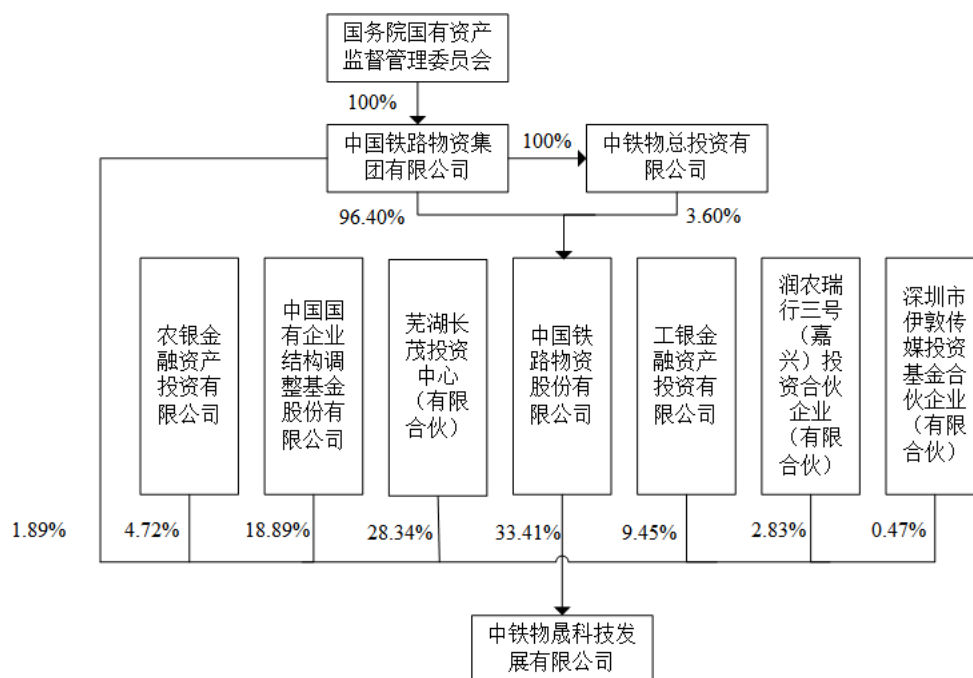 国务院国有资产
监督管理委员会
100%
中国铁路物资集
团有限公司
100%
中铁物总投资有
限公司
96.40%
3.60%
农银金
融资产
投资有
限公司
中国国
有企业
结构调
整基金
股份有
限公司
芜湖长
茂投资
中心
（有限
合伙）
中国铁
路物资
股份有
限公司
工银金
融资产
投资有
限公司
润农瑞
行三号
（嘉
兴）投
资合伙
企业
（有限
合伙）
深圳市
伊敦传
媒投资
基金合
伙企业
（有限
合伙）
1.89%
4.72%
18.89%
28.34%
33.41%
9.45%
2.83%
0.47%
中铁物晟科技发
展有限公司